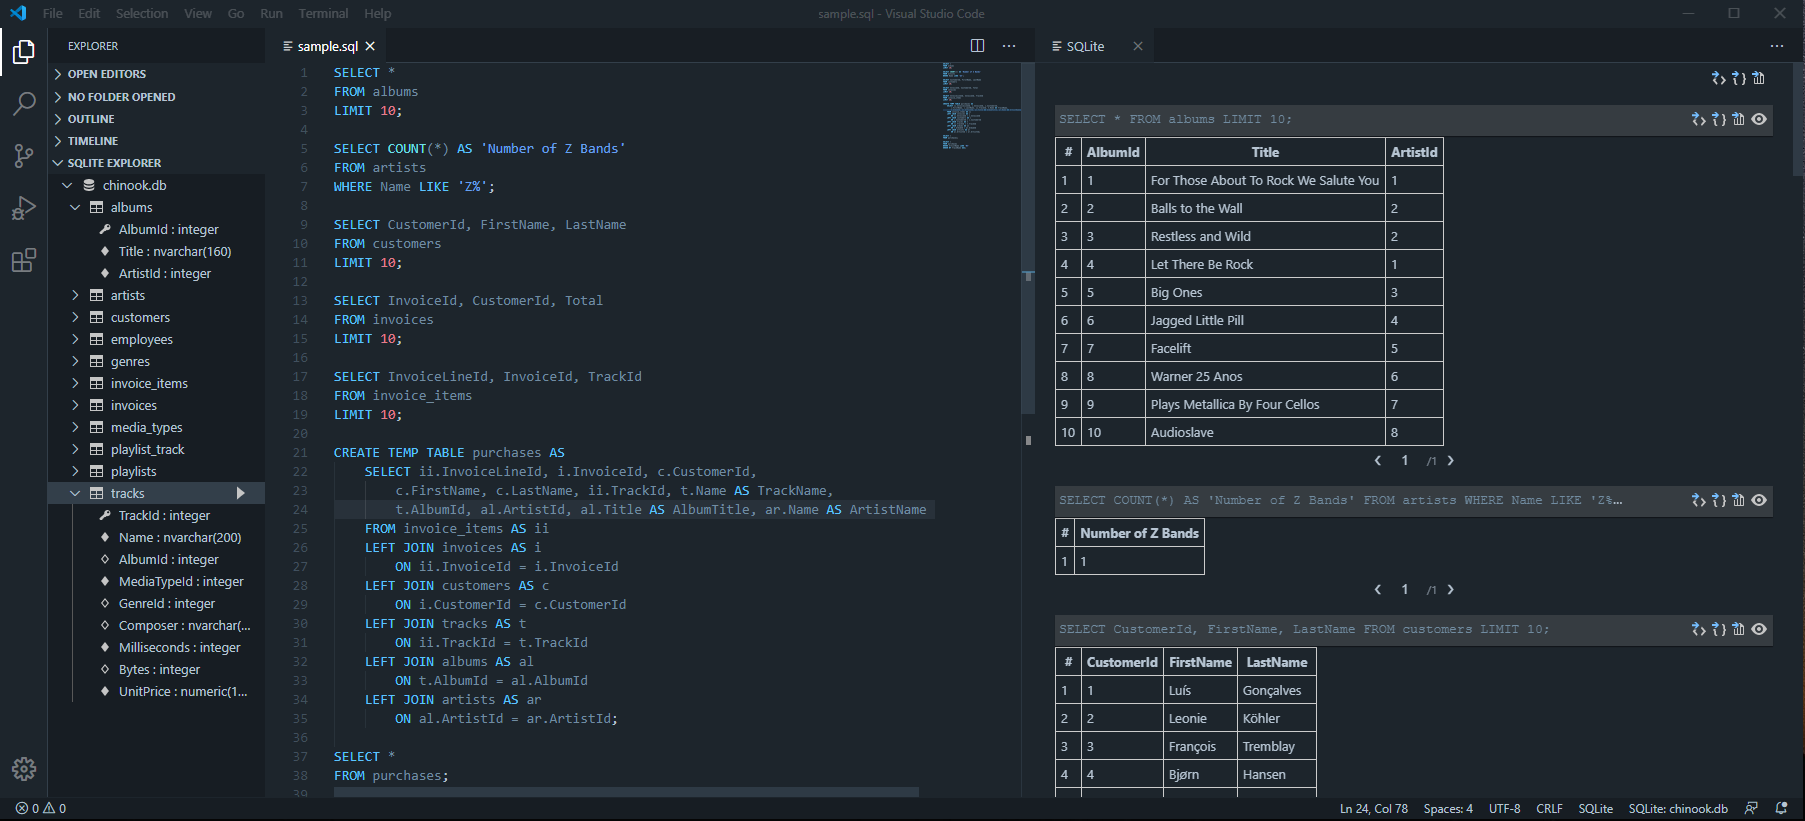 File Edit Selection View Go Run Terminal Help
sample.sql - Visual Studio Code
EXPLORER
OPEN EDITORS
NO FOLDER OPENED
OUTLINE
TIMELINE
SQLITE EXPLORER
chinook.db
albums
AlbumId : integer
Title : nvarchar(160)
ArtistId : integer
artists
customers
employees
genres
invoice_items
invoices
media_types
playlist_track
playlists
tracks
TrackId : integer
Name : nvarchar(200)
AlbumId : integer
MediaTypeId : integer
GenreId : integer
Composer : nvarchar(...
Milliseconds : integer
Bytes : integer
UnitPrice : numeric(1...
sample.sql
1 SELECT *
2 FROM albums
3 LIMIT 10;
4
5 SELECT COUNT(*) AS 'Number of Z Bands'
6 FROM artists
7 WHERE Name LIKE 'Z%';
8
9 SELECT CustomerId, FirstName, LastName
10 FROM customers
11 LIMIT 10;
12
13 SELECT InvoiceId, CustomerId, Total
14 FROM invoices
15 LIMIT 10;
16
17 SELECT InvoiceLineId, InvoiceId, TrackId
18 FROM invoice_items
19 LIMIT 10;
20
21 CREATE TEMP TABLE purchases AS
22 SELECT ii.InvoiceLineId, i.InvoiceId, c.CustomerId,
23 c.FirstName, c.LastName, ii.TrackId, t.Name AS TrackName,
24 t.AlbumId, al.ArtistId, al.Title AS AlbumTitle, ar.Name AS ArtistName
25 FROM invoice_items AS ii
26 LEFT JOIN invoices AS i
27 ON ii.InvoiceId = i.InvoiceId
28 LEFT JOIN customers AS c
29 ON i.CustomerId = c.CustomerId
30 LEFT JOIN tracks AS t
31 ON ii.TrackId = t.TrackId
32 LEFT JOIN albums AS al
33 ON t.AlbumId = al.AlbumId
34 LEFT JOIN artists AS ar
35 ON al.ArtistId = ar.ArtistId;
36
37 SELECT *
38 FROM purchases;
39
SQLite
SELECT * FROM albums LIMIT 10;
# AlbumId Title ArtistId
1 1 For Those About To Rock We Salute You 1
2 2 Balls to the Wall 2
3 3 Restless and Wild 2
4 4 Let There Be Rock 1
5 5 Big Ones 3
6 6 Jagged Little Pill 4
7 7 Facelift 5
8 8 Warner 25 Anos 6
9 9 Plays Metallica By Four Cellos 7
10 10 Audioslave 8
1 /1
SELECT COUNT(*) AS 'Number of Z Bands' FROM artists WHERE Name LIKE 'Z%...
# Number of Z Bands
1 1
1 /1
SELECT CustomerId, FirstName, LastName FROM customers LIMIT 10;
# CustomerId FirstName LastName
1 1 Luís Gonçalves
2 2 Leonie Köhler
3 3 François Tremblay
4 4 Bjørn Hansen
0 0
Ln 24, Col 78 Spaces: 4 UTF-8 CRLF SQLite SQLite: chinook.db